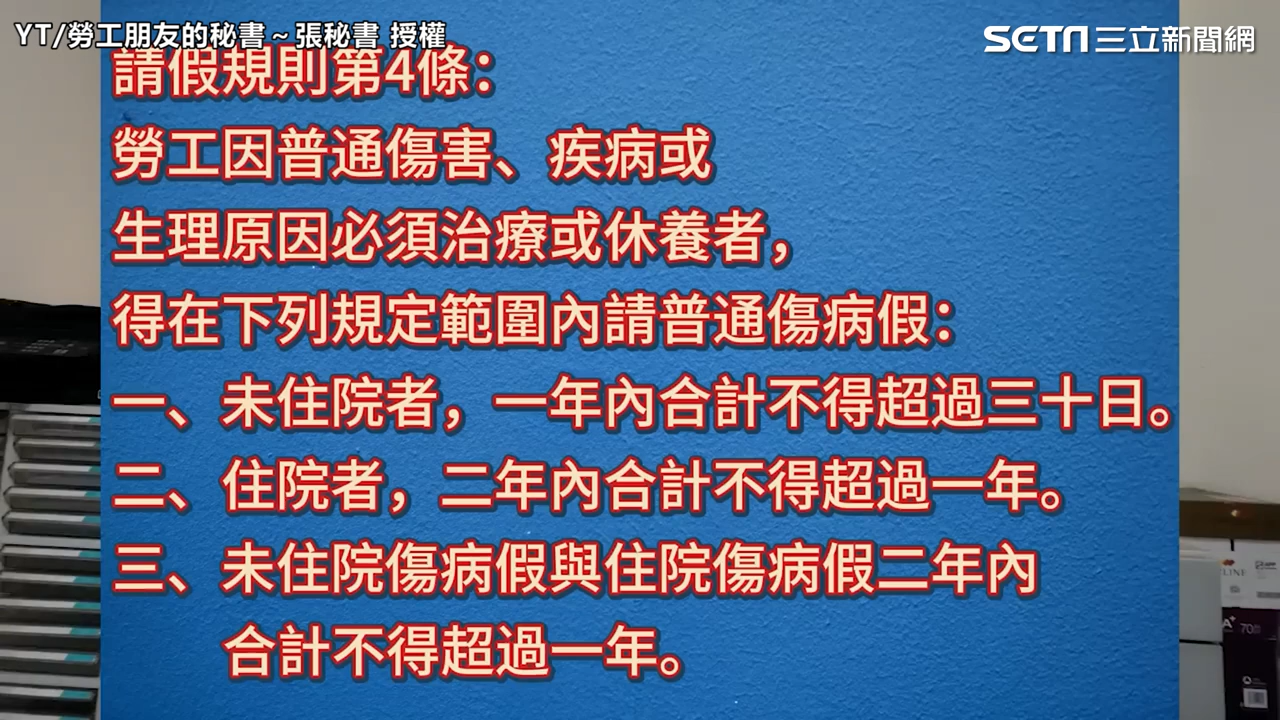 YT/勞工朋友的秘書～張秘書 授權
SETN三立新聞網
請假規則第4條：
勞工因普通傷害、疾病或
生理原因必須治療或休養者，
得在下列規定範圍內請普通傷病假：
一、未住院者，一年內合計不得超過三十日。
二、住院者，二年內合計不得超過一年。
三、未住院傷病假與住院傷病假二年內
合計不得超過一年。
LINE
A+
70